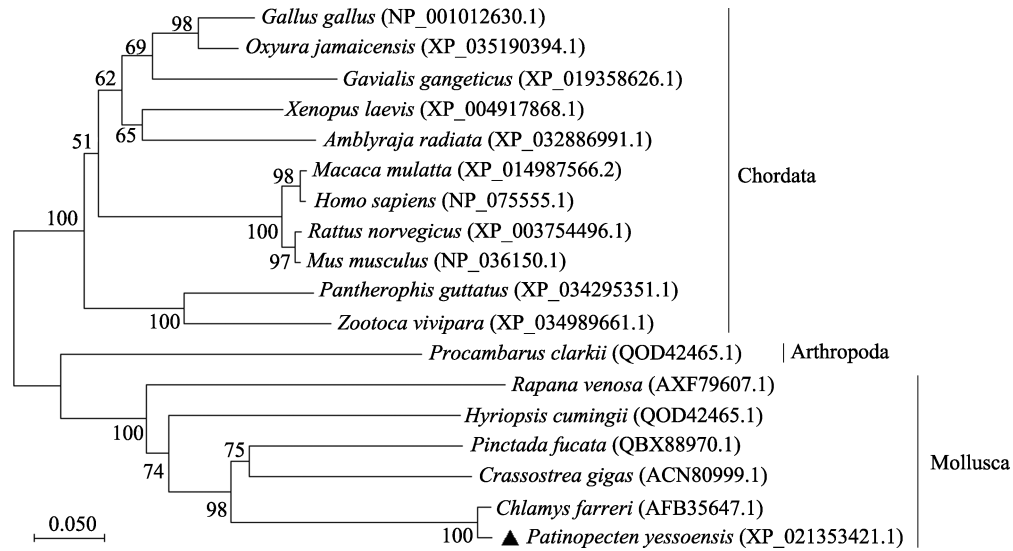 98
Gallus gallus (NP_001012630.1)
69
Oxyura jamaicensis (XP_035190394.1)
62
Gavialis gangeticus (XP_019358626.1)
Xenopus laevis (XP_004917868.1)
65
51
Amblyraja radiata (XP_032886991.1)
98
Macaca mulatta (XP_014987566.2)
Chordata
Homo sapiens (NP_075555.1)
100
100
Rattus norvegicus (XP_003754496.1)
97
Mus musculus (NP_036150.1)
Pantherophis guttatus (XP_034295351.1)
100
Zootoca vivipara (XP_034989661.1)
Procambarus clarkii (QOD42465.1)
Arthropoda
Rapana venosa (AXF79607.1)
100
Hyriopsis cumingii (QOD42465.1)
75
Pinctada fucata (QBX88970.1)
74
Mollusca
Crassostrea gigas (ACN80999.1)
98
Chlamys farreri (AFB35647.1)
0.050
100
▲ Patinopecten yessoensis (XP_021353421.1)